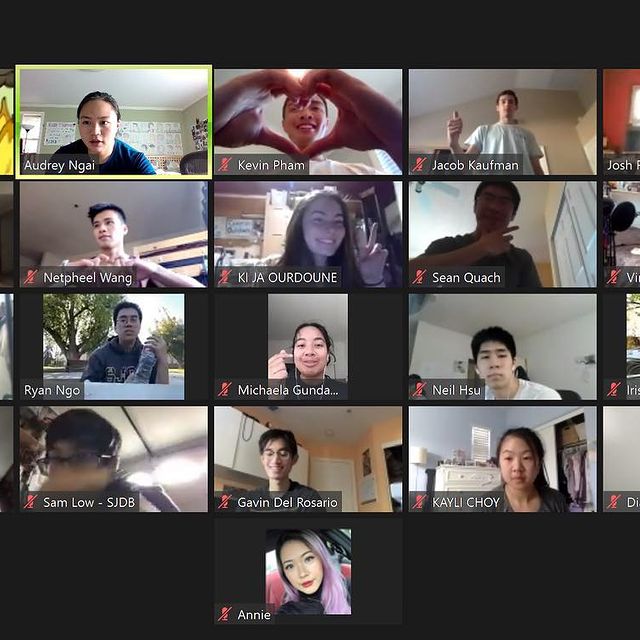 Audrey Ngai
Kevin Pham
Jacob Kaufman
Josh
Netpheel Wang
KI JA OURDOUNE
Sean Quach
Ryan Ngo
Michaela Gunda...
Neil Hsu
Sam Low - SJDB
Gavin Del Rosario
KAYLI CHOY
Annie